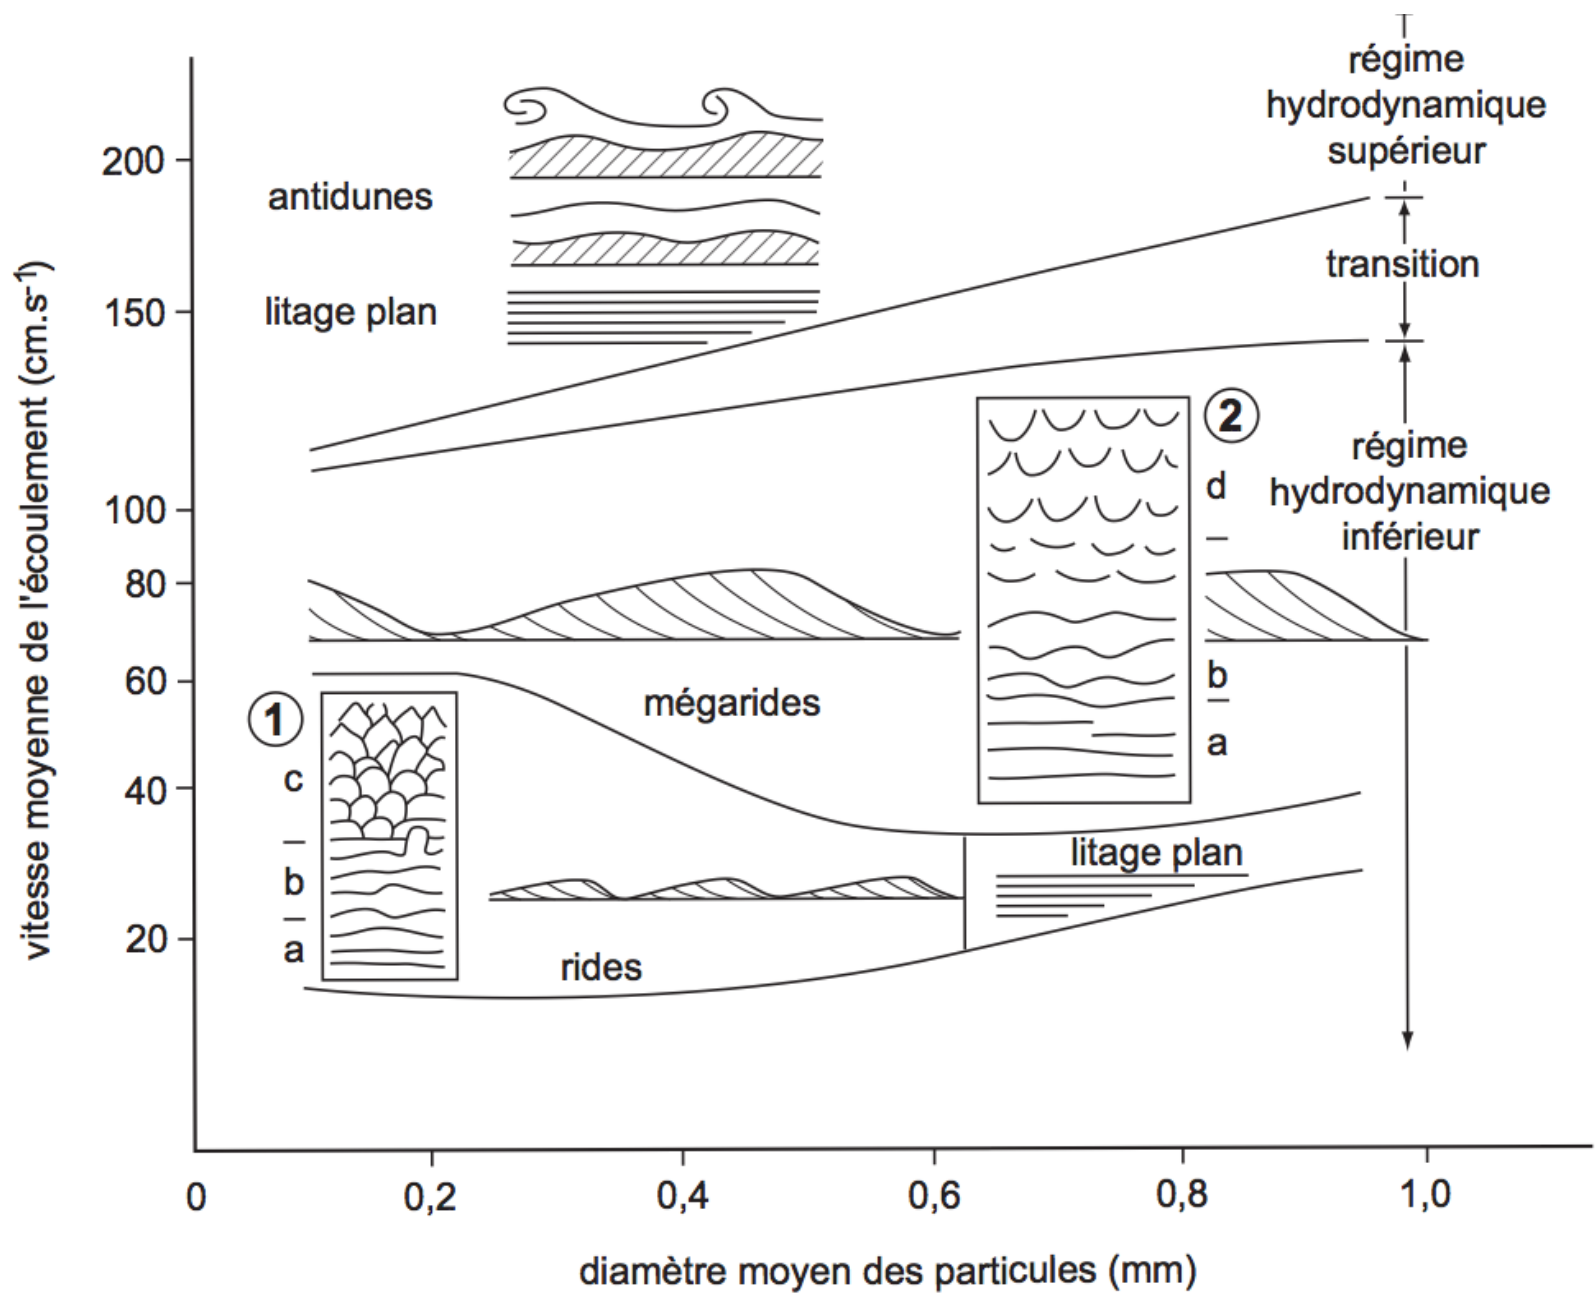 régime
hydrodynamique
supérieur
transition
régime
hydrodynamique
inférieur
vitesse moyenne de l'écoulement (cm.s-1)
200
150
100
80
60
40
20
antidunes
litage plan
2
d
b
a
mégarides
1
c
b
a
litage plan
rides
0
0,2
0,4
0,6
0,8
1,0
diamètre moyen des particules (mm)